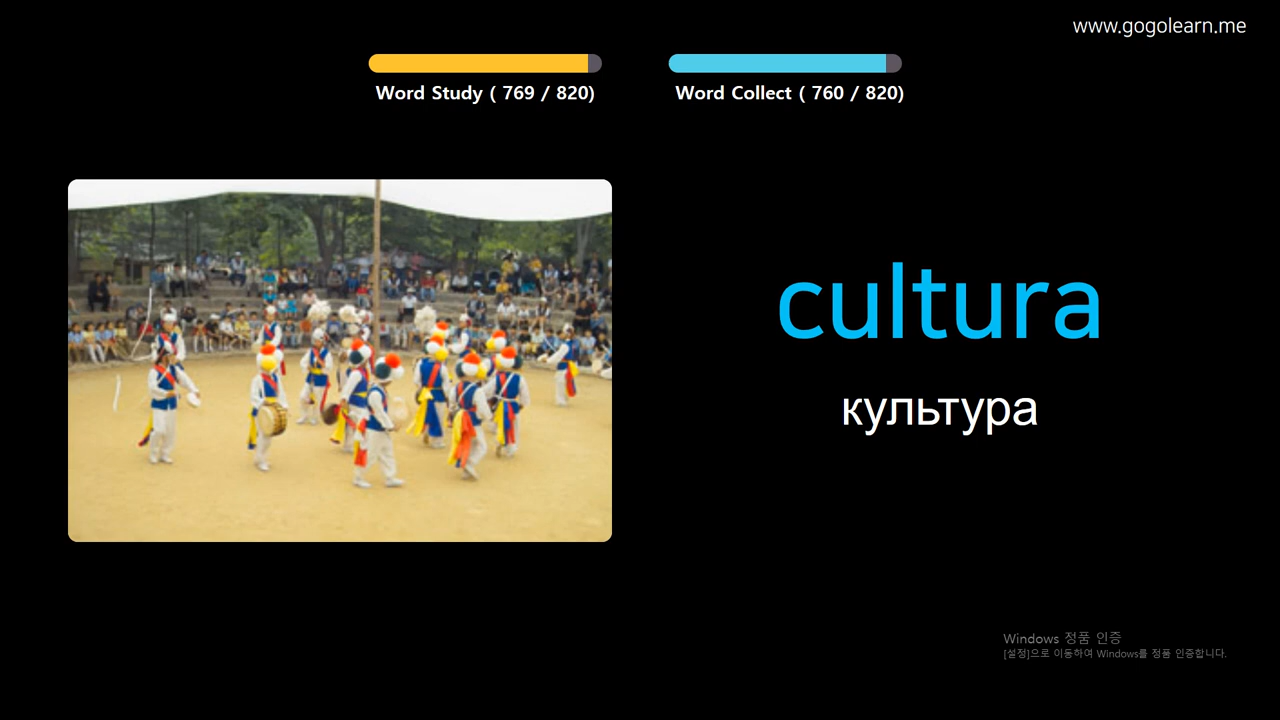 www.gogolearn.me
Word Study ( 769 / 820)
Word Collect ( 760 / 820)
cultura
культура
Windows 정품 인증
[설정]으로 이동하여 Windows를 정품 인증합니다.